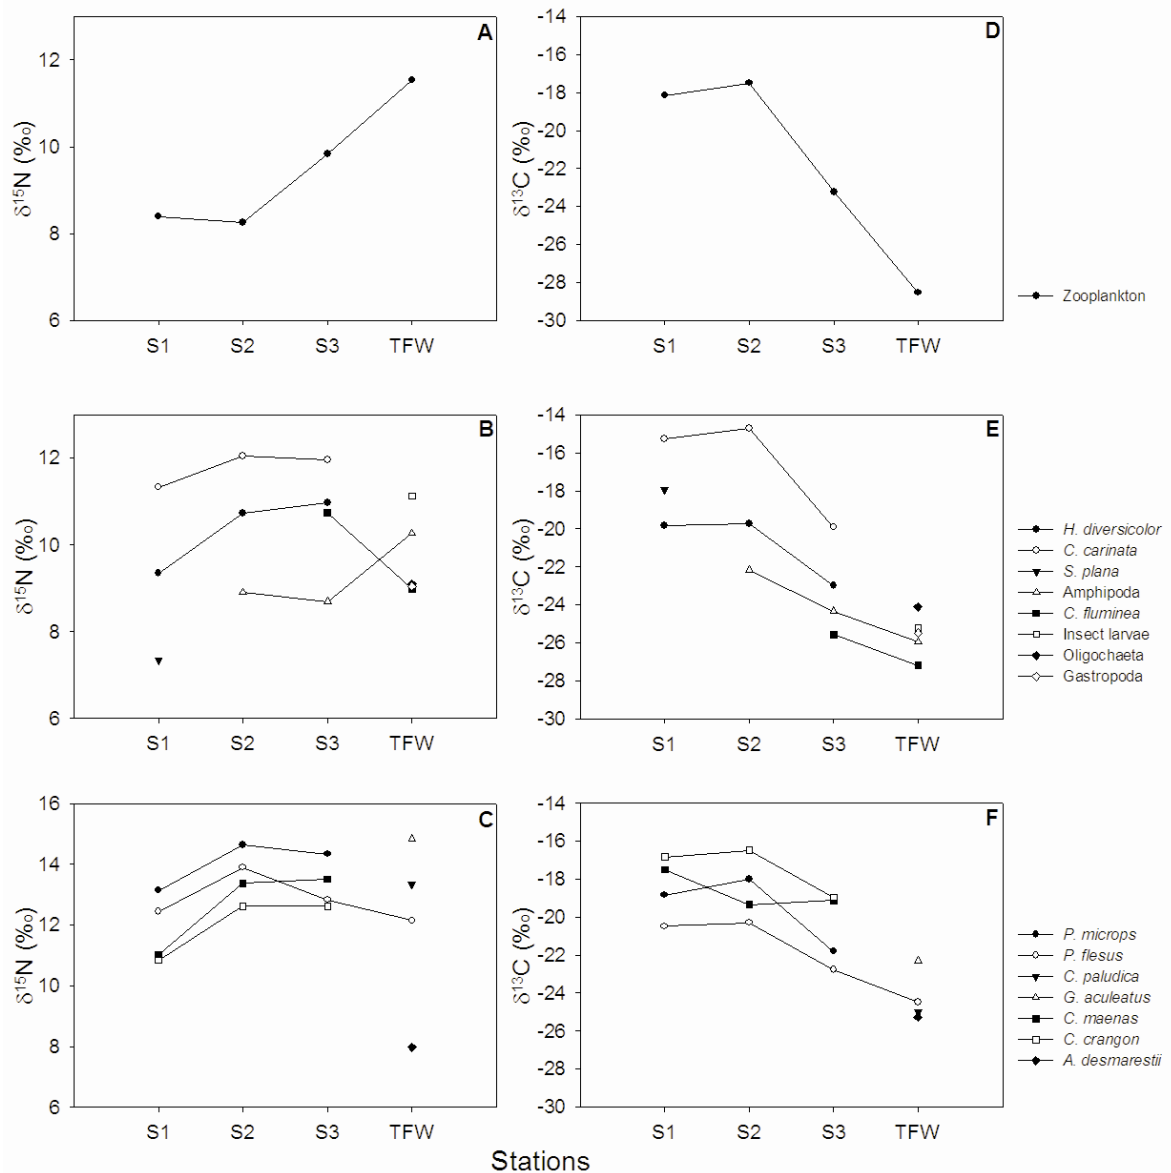 A
12
10
8
6
δ¹⁵N (‰)
S1 S2 S3 TFW
D
-14
-16
-18
-20
-22
-24
-26
-28
-30
δ¹³C (‰)
S1 S2 S3 TFW
Zooplankton
B
12
10
8
6
δ¹⁵N (‰)
S1 S2 S3 TFW
E
-14
-16
-18
-20
-22
-24
-26
-28
-30
δ¹³C (‰)
S1 S2 S3 TFW
H. diversicolor
C. carinata
S. plana
Amphipoda
C. fluminea
Insect larvae
Oligochaeta
Gastropoda
C
16
14
12
10
8
6
δ¹⁵N (‰)
S1 S2 S3 TFW
F
-14
-16
-18
-20
-22
-24
-26
-28
-30
δ¹³C (‰)
S1 S2 S3 TFW
P. microps
P. flesus
C. paludica
G. aculeatus
C. maenas
C. crangon
A. desmarestii
Stations